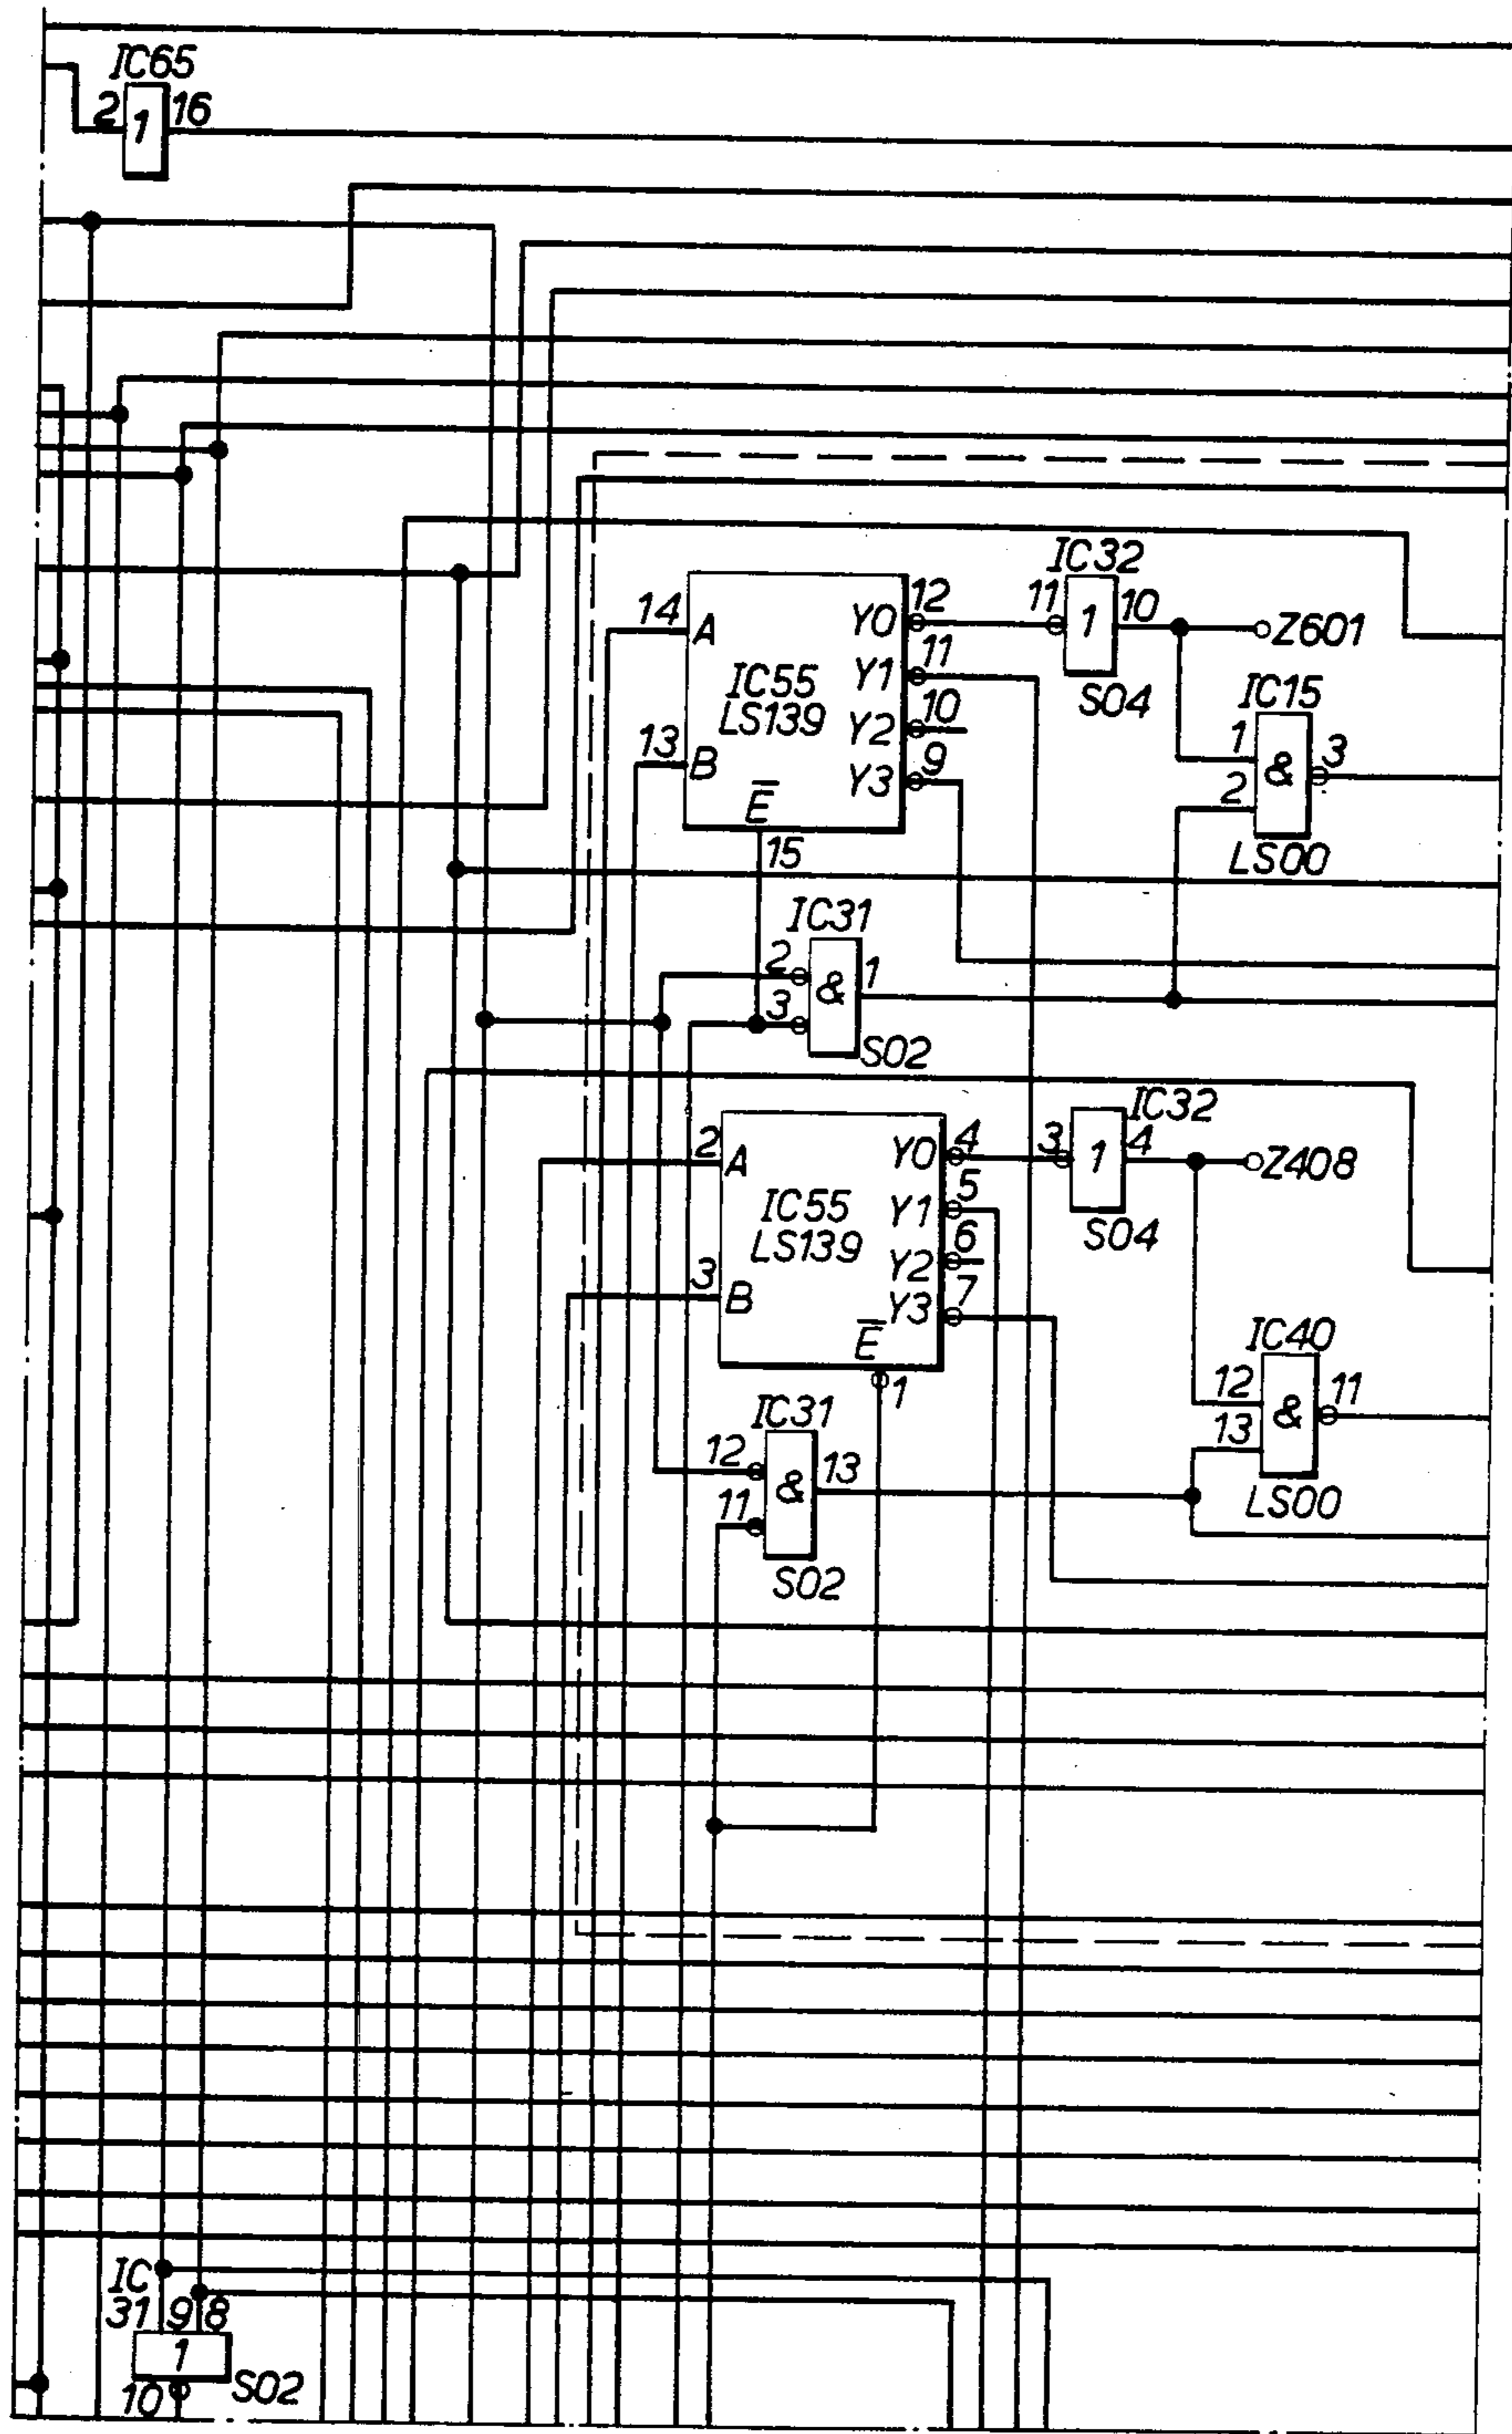 IC65
2 1 16
IC32
14 A Y0 12 11 1 10 Z601
Y1 11
IC55 S04 IC15
LS139 Y2 10
13 B Y3 9 1 & 3
E̅ 2
15 LS00
IC31
2 & 1
3
S02
IC32
2 A Y0 4 3 1 4 Z408
IC55 Y1 5 S04
LS139 Y2 6
3 B Y3 7
E̅ IC40
1 12 & 11
IC31 13
12 & 13 LS00
11
S02
IC
31 9 8
1
10 S02